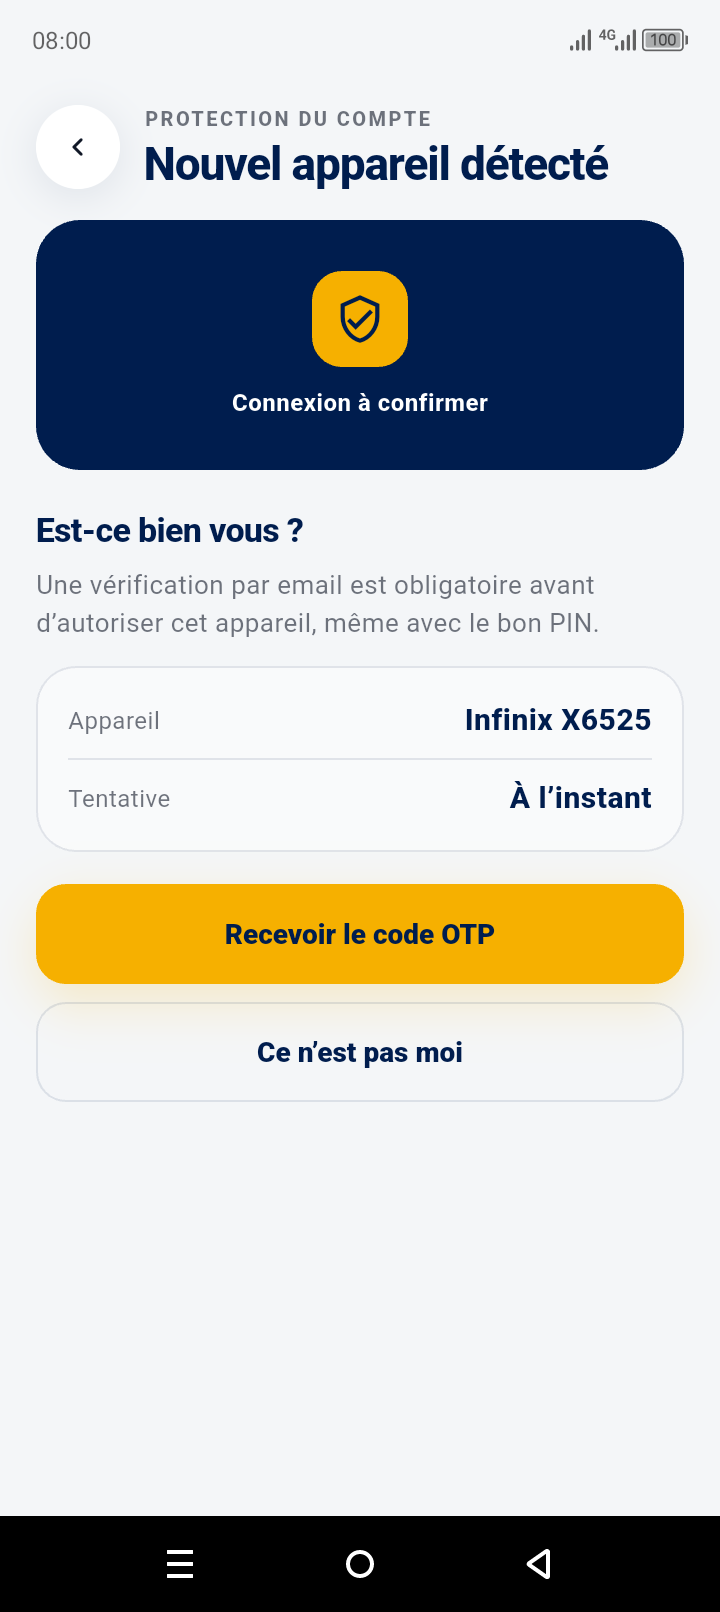 08:00
4G 100
PROTECTION DU COMPTE
Nouvel appareil détecté
Connexion à confirmer
Est-ce bien vous ?
Une vérification par email est obligatoire avant
d’autoriser cet appareil, même avec le bon PIN.
Appareil Infinix X6525
Tentative À l’instant
Recevoir le code OTP
Ce n’est pas moi